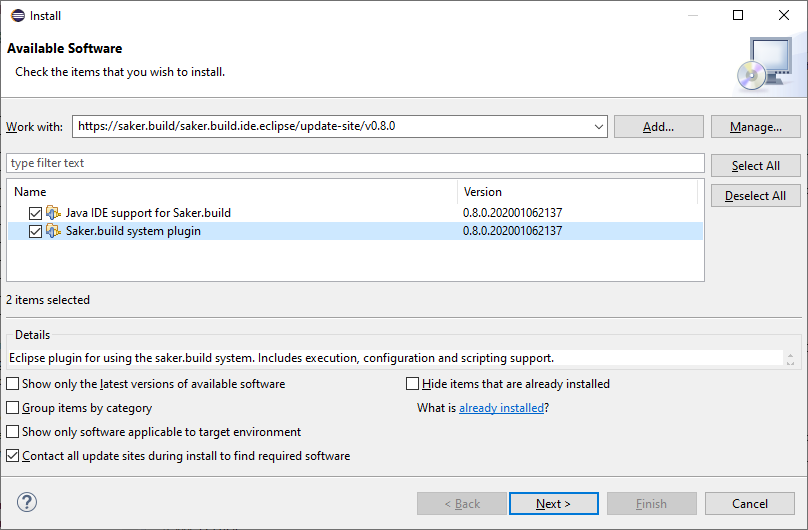 Install
Available Software
Check the items that you wish to install.
Work with: https://saker.build/saker.build.ide.eclipse/update-site/v0.8.0 Add... Manage...
type filter text Select All
Deselect All
Name Version
Java IDE support for Saker.build 0.8.0.202001062137
Saker.build system plugin 0.8.0.202001062137
2 items selected
Details
Eclipse plugin for using the saker.build system. Includes execution, configuration and scripting support.
Show only the latest versions of available software Hide items that are already installed
Group items by category What is already installed?
Show only software applicable to target environment
Contact all update sites during install to find required software
? < Back Next > Finish Cancel